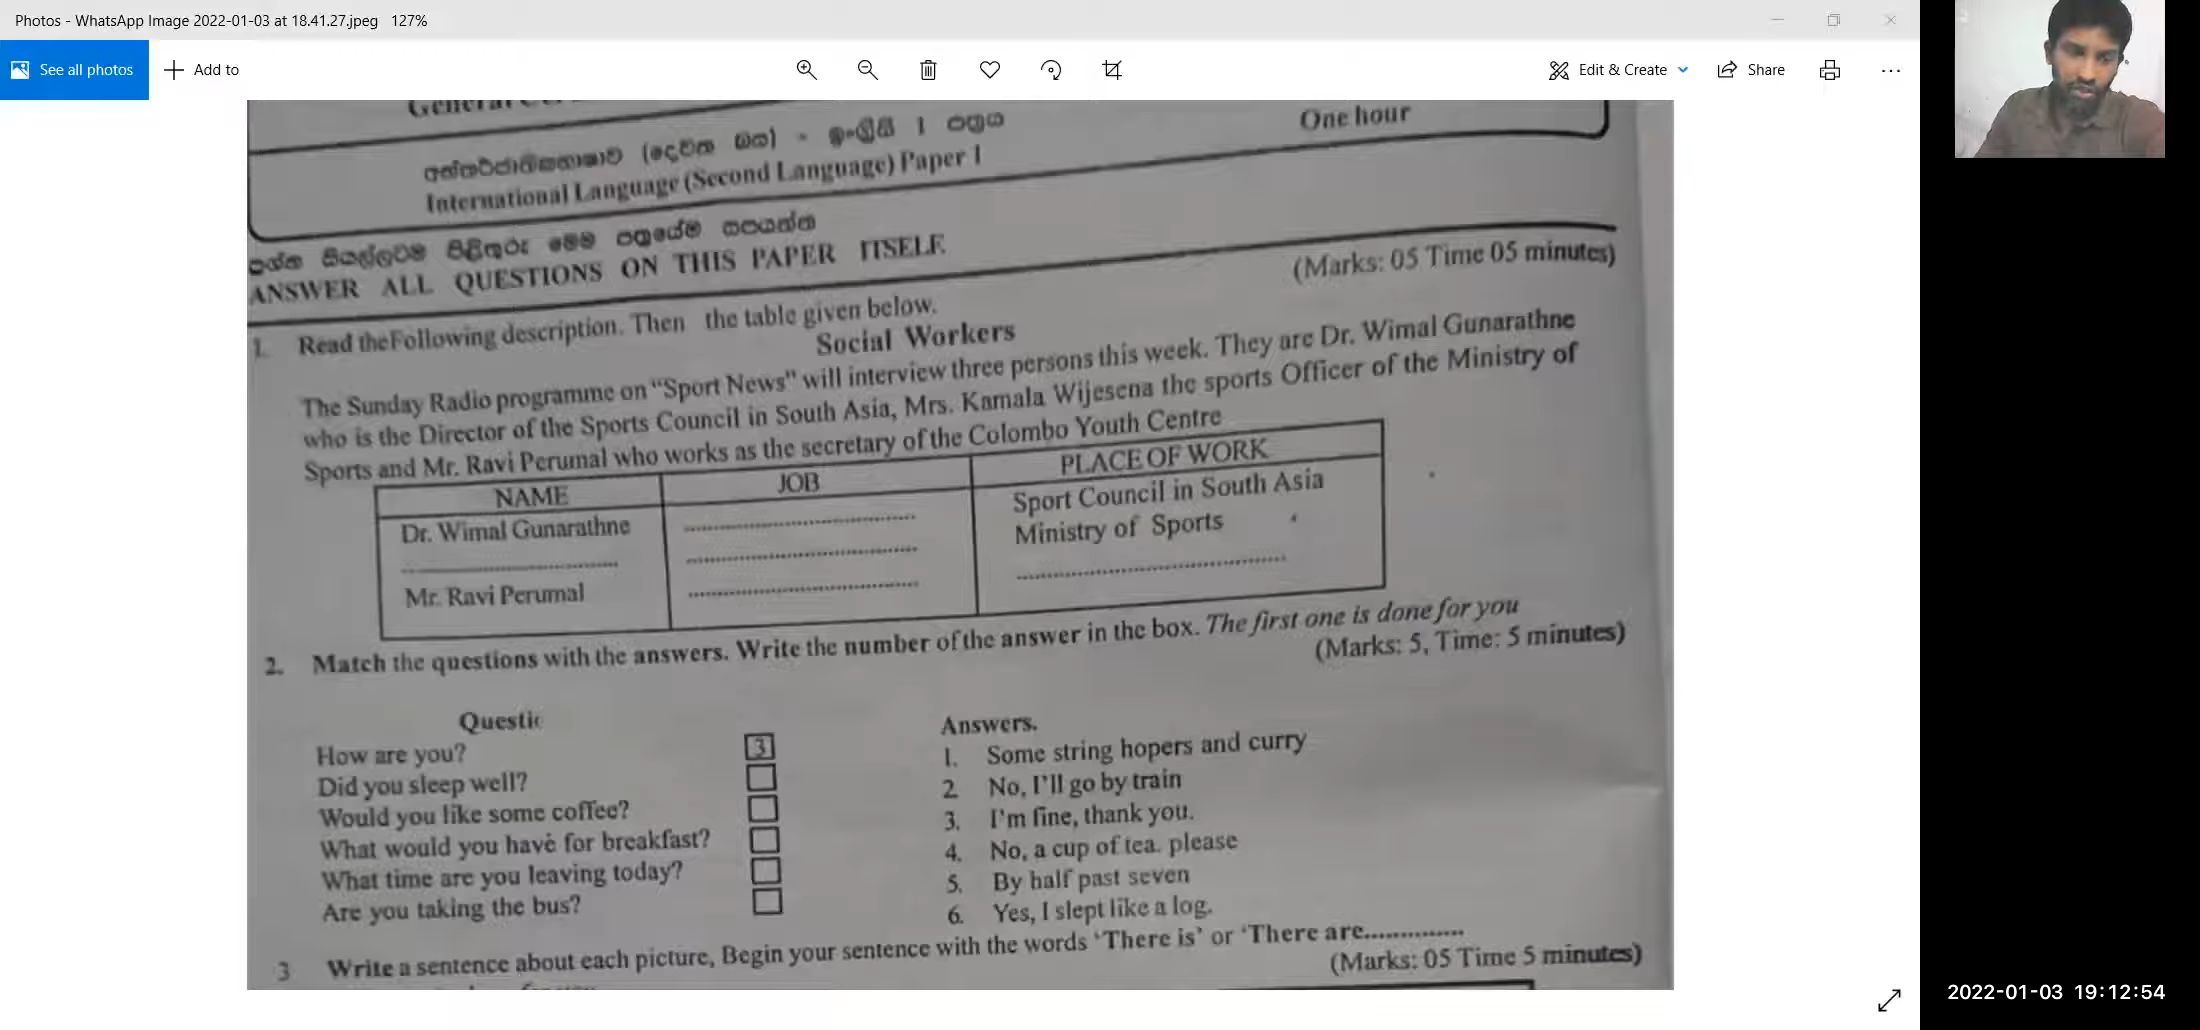 Photos - WhatsApp Image 2022-01-03 at 18.41.27.jpeg 127%
See all photos
Add to
Edit & Create
Share
General
(දෙවන බස) - ඉංග්‍රීසි I පත්‍රය
One hour
International Language (Second Language) Paper I
ප්‍රශ්න සියල්ලටම පිළිතුරු මෙම පත්‍රයේම සපයන්න
ANSWER ALL QUESTIONS ON THIS PAPER ITSELF.
(Marks: 05 Time 05 minutes)
1. Read theFollowing description. Then the table given below.
Social Workers
The Sunday Radio programme on “Sport News" will interview three persons this week. They are Dr. Wimal Gunarathne
who is the Director of the Sports Council in South Asia, Mrs. Kamala Wijesena the sports Officer of the Ministry of
Sports and Mr. Ravi Perumal who works as the secretary of the Colombo Youth Centre
NAME JOB PLACE OF WORK
Dr. Wimal Gunarathne .................... Sport Council in South Asia
.................... .................... Ministry of Sports
Mr. Ravi Perumal .................... ....................
2. Match the questions with the answers. Write the number of the answer in the box. The first one is done for you
(Marks: 5, Time: 5 minutes)
Questi
Answers.
How are you? 3 1. Some string hopers and curry
Did you sleep well? 2 No, I’ll go by train
Would you like some coffee? 3. I'm fine, thank you.
What would you have for breakfast? 4. No, a cup of tea. please
What time are you leaving today? 5. By half past seven
Are you taking the bus? 6. Yes, I slept like a log.
3 Write a sentence about each picture, Begin your sentence with the words ‘There is’ or ‘There are..............
(Marks: 05 Time 5 minutes)
2022-01-03 19:12:54